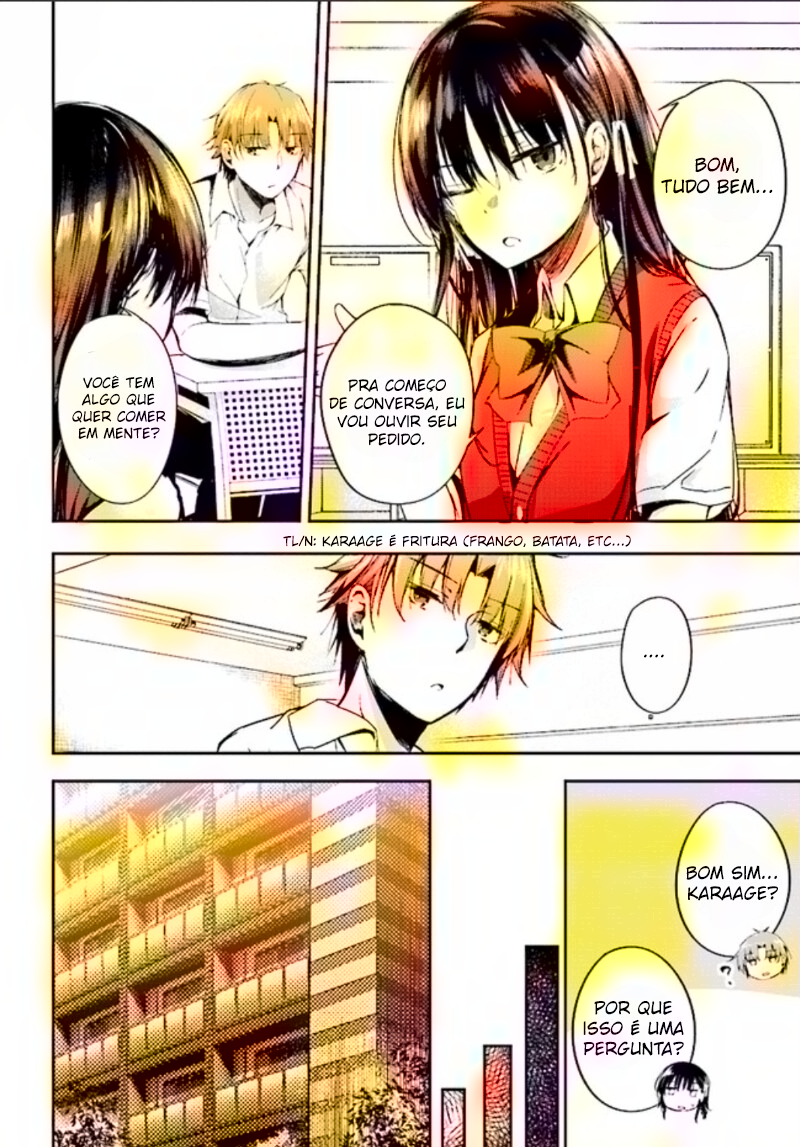 BOM,
TUDO BEM...
PRA COMEÇO
DE CONVERSA, EU
VOU OUVIR SEU
PEDIDO.
VOCÊ TEM
ALGO QUE
QUER COMER
EM MENTE?
TL/N: KARAAGE É FRITURA (FRANGO, BATATA, ETC...)
....
BOM SIM...
KARAAGE?
?
POR QUE
ISSO É UMA
PERGUNTA?